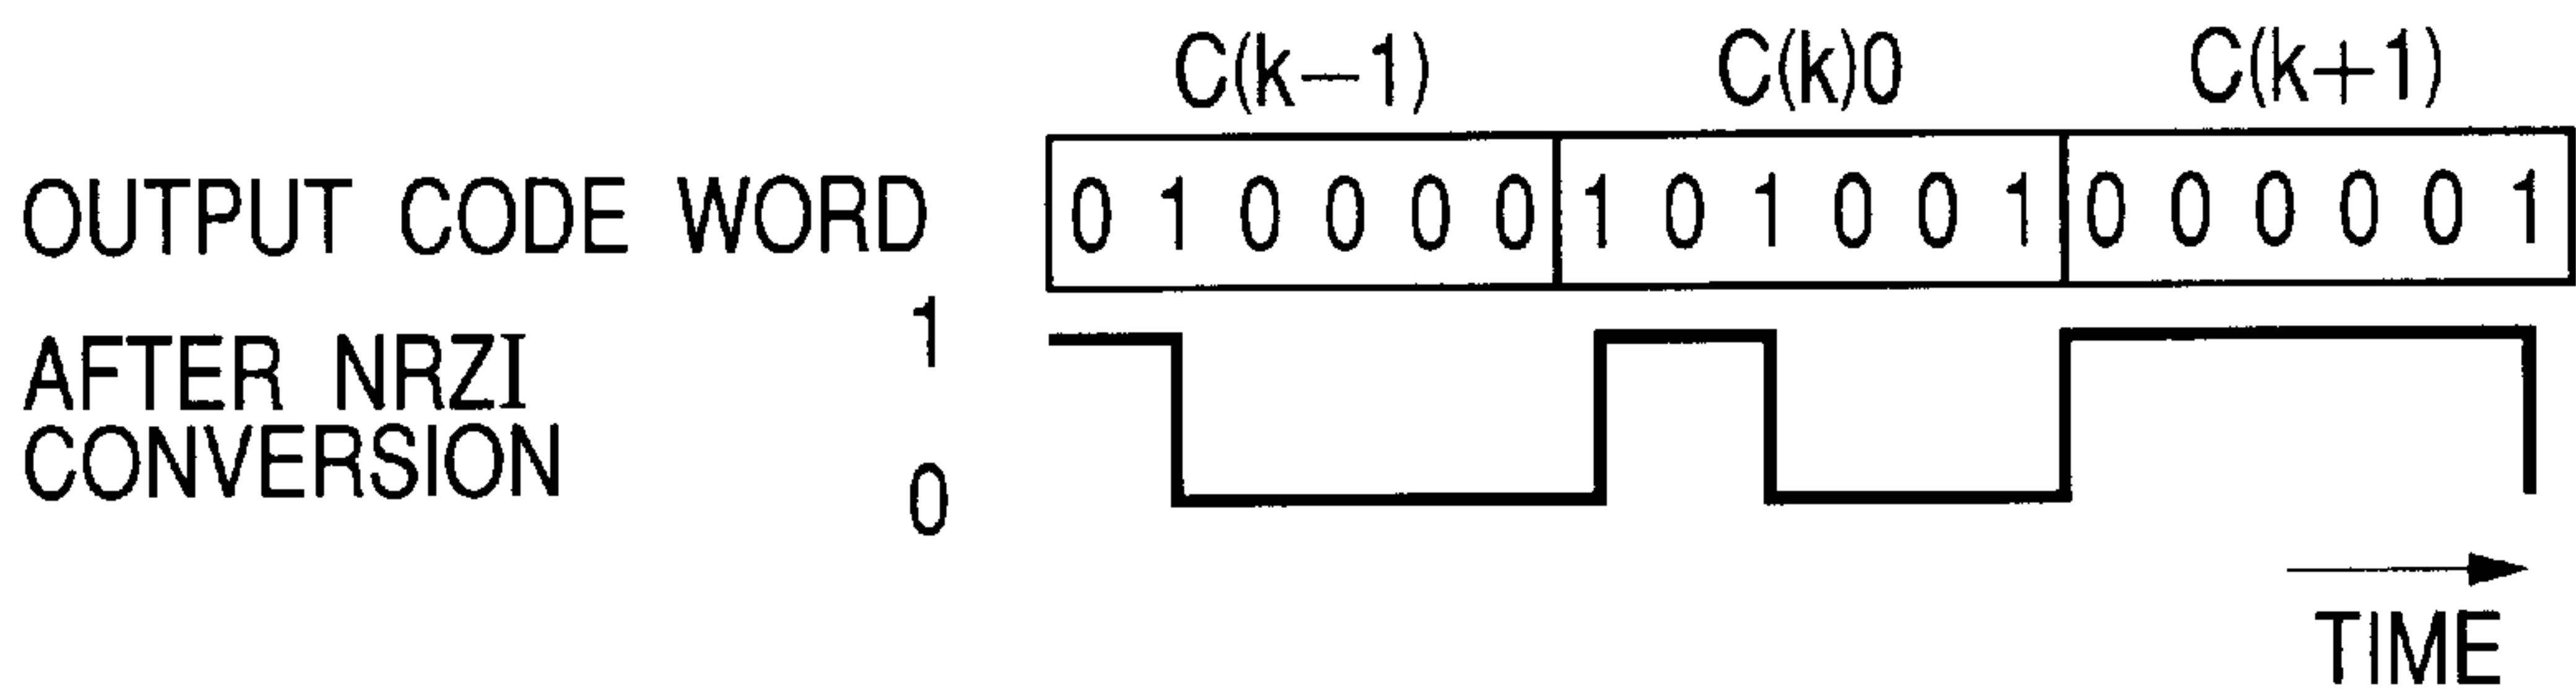 C(k−1) C(k)0 C(k+1)
OUTPUT CODE WORD 0 1 0 0 0 0 1 0 1 0 0 1 0 0 0 0 0 1
1
AFTER NRZI
CONVERSION
0
TIME